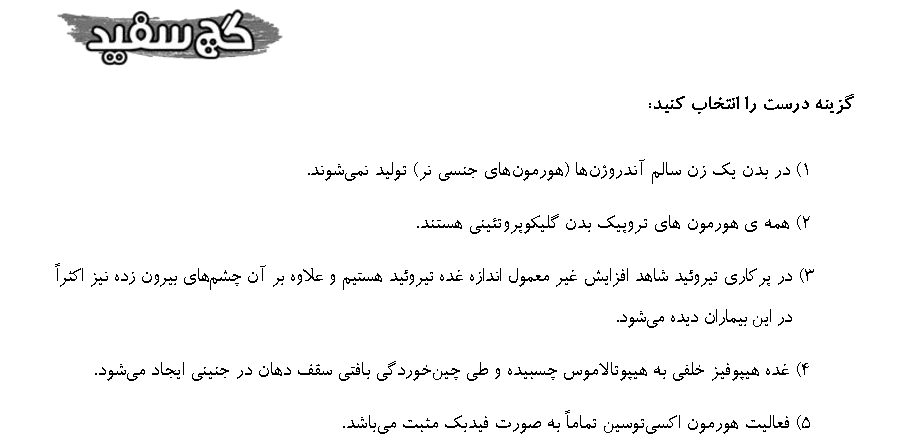 گچ سفید
گزینه درست را انتخاب کنید:
۱) در بدن یک زن سالم آندروژن‌ها (هورمون‌های جنسی نر) تولید نمی‌شوند.
۲) همه ی هورمون های تروپیک بدن گلیکوپروتئینی هستند.
۳) در پرکاری تیروئید شاهد افزایش غیر معمول اندازه غده تیروئید هستیم و علاوه بر آن چشم‌های بیرون زده نیز اکثراً
در این بیماران دیده می‌شود.
۴) غده هیپوفیز خلفی به هیپوتالاموس چسبیده و طی چین‌خوردگی بافتی سقف دهان در جنینی ایجاد می‌شود.
۵) فعالیت هورمون اکسی‌توسین تماماً به صورت فیدبک مثبت می‌باشد.